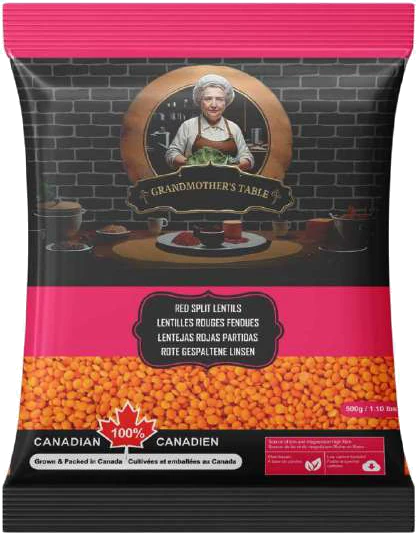 GRANDMOTHER'S TABLE
RED SPLIT LENTILS
LENTILLES ROUGES FENDUES
LENTEJAS ROJAS PARTIDAS
ROTE GESPALTENE LINSEN
500g / 1.10 lbs
CANADIAN 100% CANADIEN
Grown & Packed in Canada Cultivées et emballées au Canada